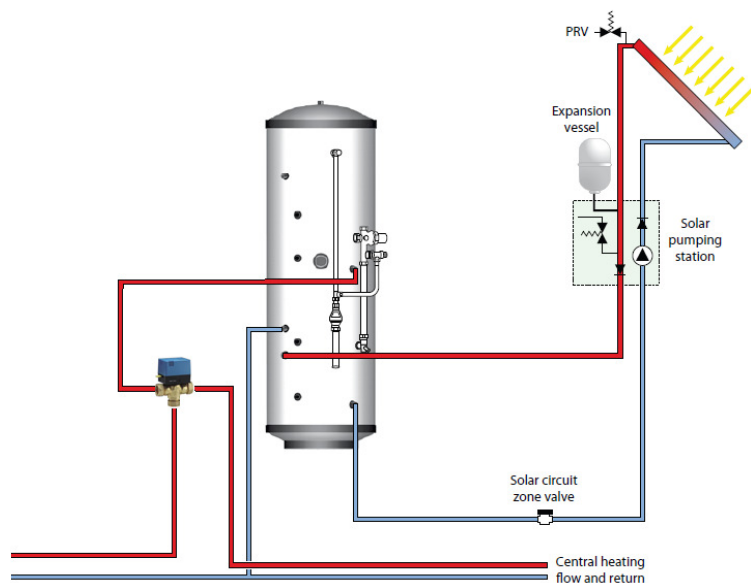 PRV
Expansion
vessel
Solar
pumping
station
Solar circuit
zone valve
Central heating
flow and return